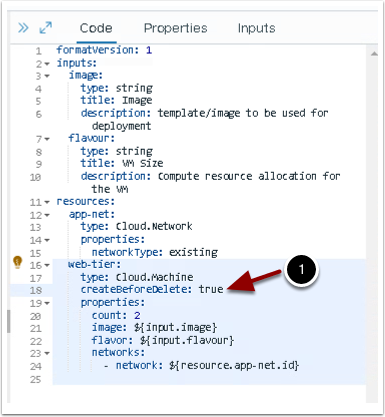 Code Properties Inputs
1 formatVersion: 1
2 inputs:
3 image:
4 type: string
5 title: Image
6 description: template/image to be used for
deployment
7 flavour:
8 type: string
9 title: VM Size
10 description: Compute resource allocation for
the VM
11 resources:
12 app-net:
13 type: Cloud.Network
14 properties:
15 networkType: existing
16 web-tier:
17 type: Cloud.Machine
18 createBeforeDelete: true
1
19 properties:
20 count: 2
21 image: ${input.image}
22 flavor: ${input.flavour}
23 networks:
24 - network: ${resource.app-net.id}
25